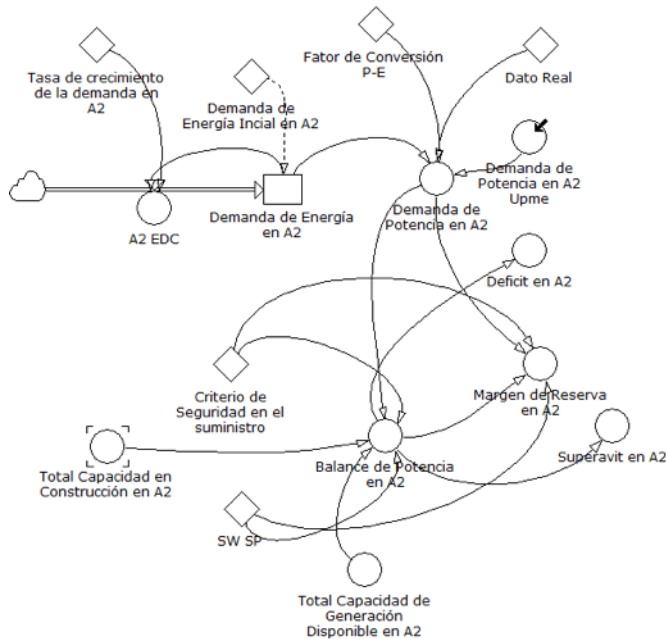 Fator de Conversión
P-E
Tasa de crecimiento
de la demanda en
A2
Dato Real
Demanda de
Energía Incial en A2
Demanda de
Potencia en A2
Upme
Demanda de Energía
en A2
Demanda de
Potencia en A2
A2 EDC
Deficit en A2
Criterio de
Seguridad en el
suministro
Margen de Reserva
en A2
Total Capacidad en
Construcción en A2
Balance de Potencia
en A2
Superavit en A2
SW SP
Total Capacidad de
Generación
Disponible en A2